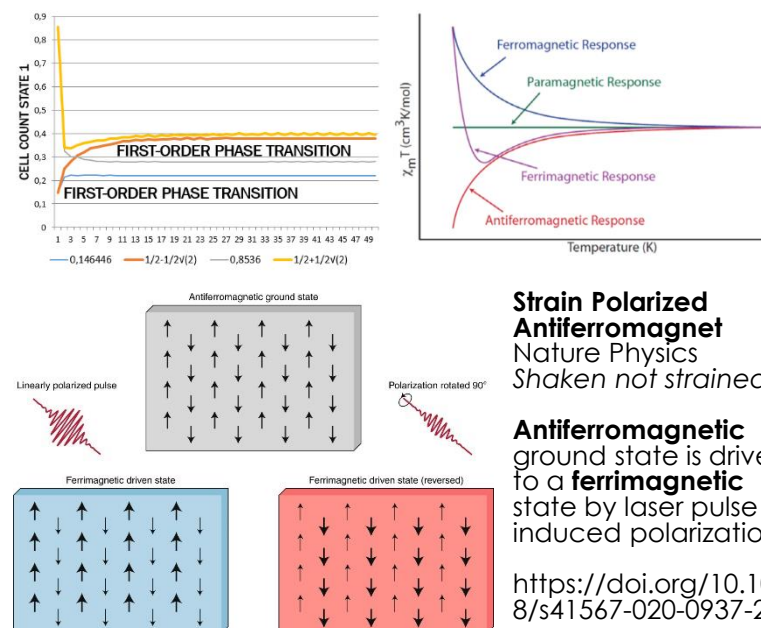 0,9
0,8
0,7
0,6
0,5
0,4
0,3
0,2
0,1
0
CELL COUNT STATE 1
FIRST-ORDER PHASE TRANSITION
FIRST-ORDER PHASE TRANSITION
1 3 5 7 9 11 13 15 17 19 21 23 25 27 29 31 33 35 37 39 41 43 45 47 49
0,146446 1/2-1/2√(2) 0,8536 1/2+1/2√(2)
χmT (cm³K/mol)
Ferromagnetic Response
Paramagnetic Response
Ferrimagnetic Response
Antiferromagnetic Response
Temperature (K)
Antiferromagnetic ground state
Linearly polarized pulse
Polarization rotated 90°
Ferrimagnetic driven state
Ferrimagnetic driven state (reversed)
Strain Polarized
Antiferromagnet
Nature Physics
Shaken not strained
Antiferromagnetic
ground state is drive
to a ferrimagnetic
state by laser pulse
induced polarizatio
https://doi.org/10.10
8/s41567-020-0937-2